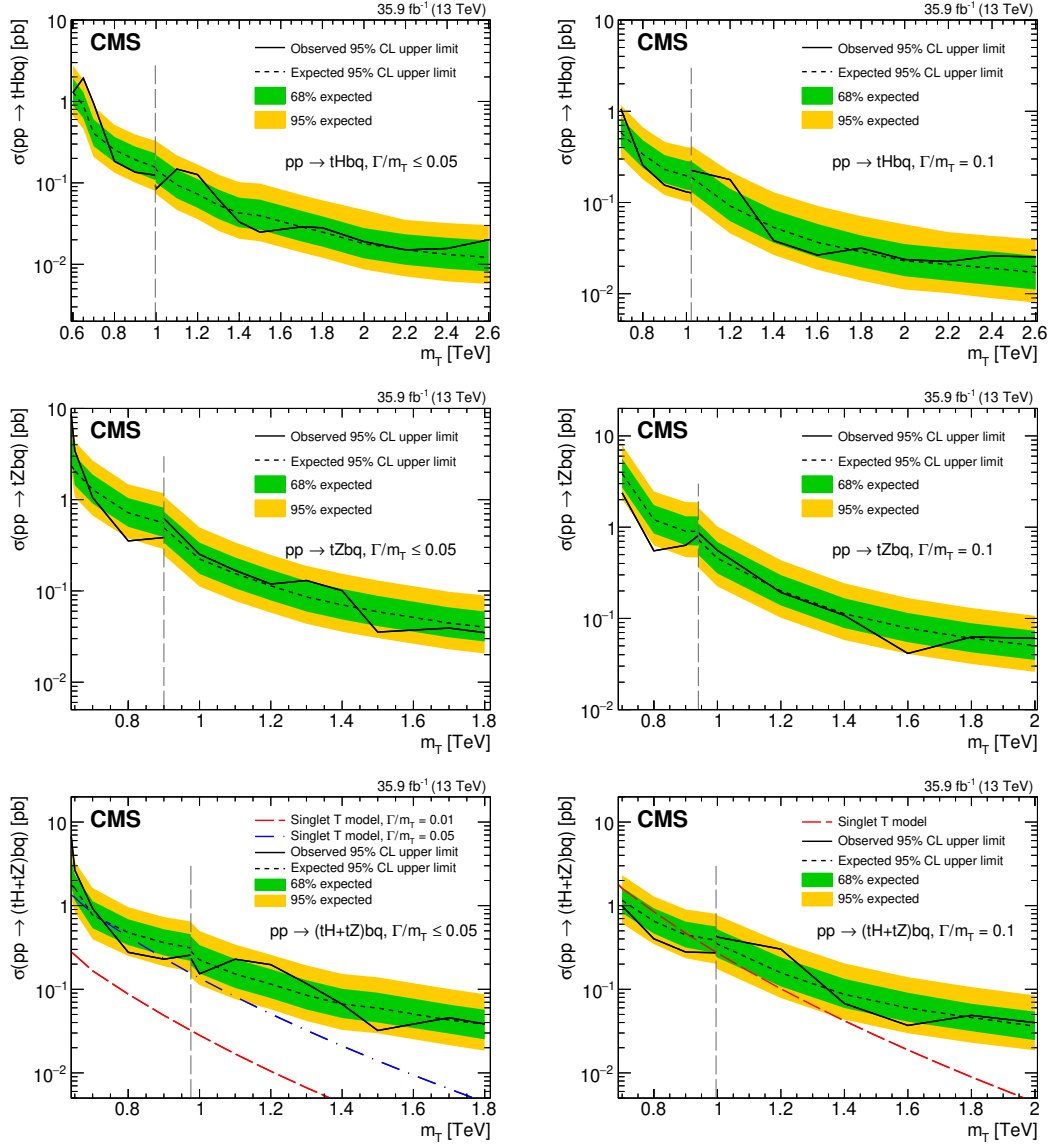 35.9 fb⁻¹ (13 TeV)
σ(pp → tHbq) [pb]
CMS
Observed 95% CL upper limit
Expected 95% CL upper limit
68% expected
95% expected
pp → tHbq, Γ/m_T ≤ 0.05
10
1
10⁻¹
10⁻²
0.6 0.8 1 1.2 1.4 1.6 1.8 2 2.2 2.4 2.6
m_T [TeV]
35.9 fb⁻¹ (13 TeV)
σ(pp → tHbq) [pb]
CMS
Observed 95% CL upper limit
Expected 95% CL upper limit
68% expected
95% expected
pp → tHbq, Γ/m_T = 0.1
10
1
10⁻¹
10⁻²
0.8 1 1.2 1.4 1.6 1.8 2 2.2 2.4 2.6
m_T [TeV]
35.9 fb⁻¹ (13 TeV)
σ(pp → tZbq) [pb]
CMS
Observed 95% CL upper limit
Expected 95% CL upper limit
68% expected
95% expected
pp → tZbq, Γ/m_T ≤ 0.05
10
1
10⁻¹
10⁻²
0.8 1 1.2 1.4 1.6 1.8
m_T [TeV]
35.9 fb⁻¹ (13 TeV)
σ(pp → tZbq) [pb]
CMS
Observed 95% CL upper limit
Expected 95% CL upper limit
68% expected
95% expected
pp → tZbq, Γ/m_T = 0.1
10
1
10⁻¹
10⁻²
0.8 1 1.2 1.4 1.6 1.8 2
m_T [TeV]
35.9 fb⁻¹ (13 TeV)
σ(pp → (tH+tZ)bq) [pb]
CMS
Singlet T model, Γ/m_T = 0.01
Singlet T model, Γ/m_T = 0.05
Observed 95% CL upper limit
Expected 95% CL upper limit
68% expected
95% expected
pp → (tH+tZ)bq, Γ/m_T ≤ 0.05
10
1
10⁻¹
10⁻²
0.8 1 1.2 1.4 1.6 1.8
m_T [TeV]
35.9 fb⁻¹ (13 TeV)
σ(pp → (tH+tZ)bq) [pb]
CMS
Singlet T model
Observed 95% CL upper limit
Expected 95% CL upper limit
68% expected
95% expected
pp → (tH+tZ)bq, Γ/m_T = 0.1
10
1
10⁻¹
10⁻²
0.8 1 1.2 1.4 1.6 1.8 2
m_T [TeV]